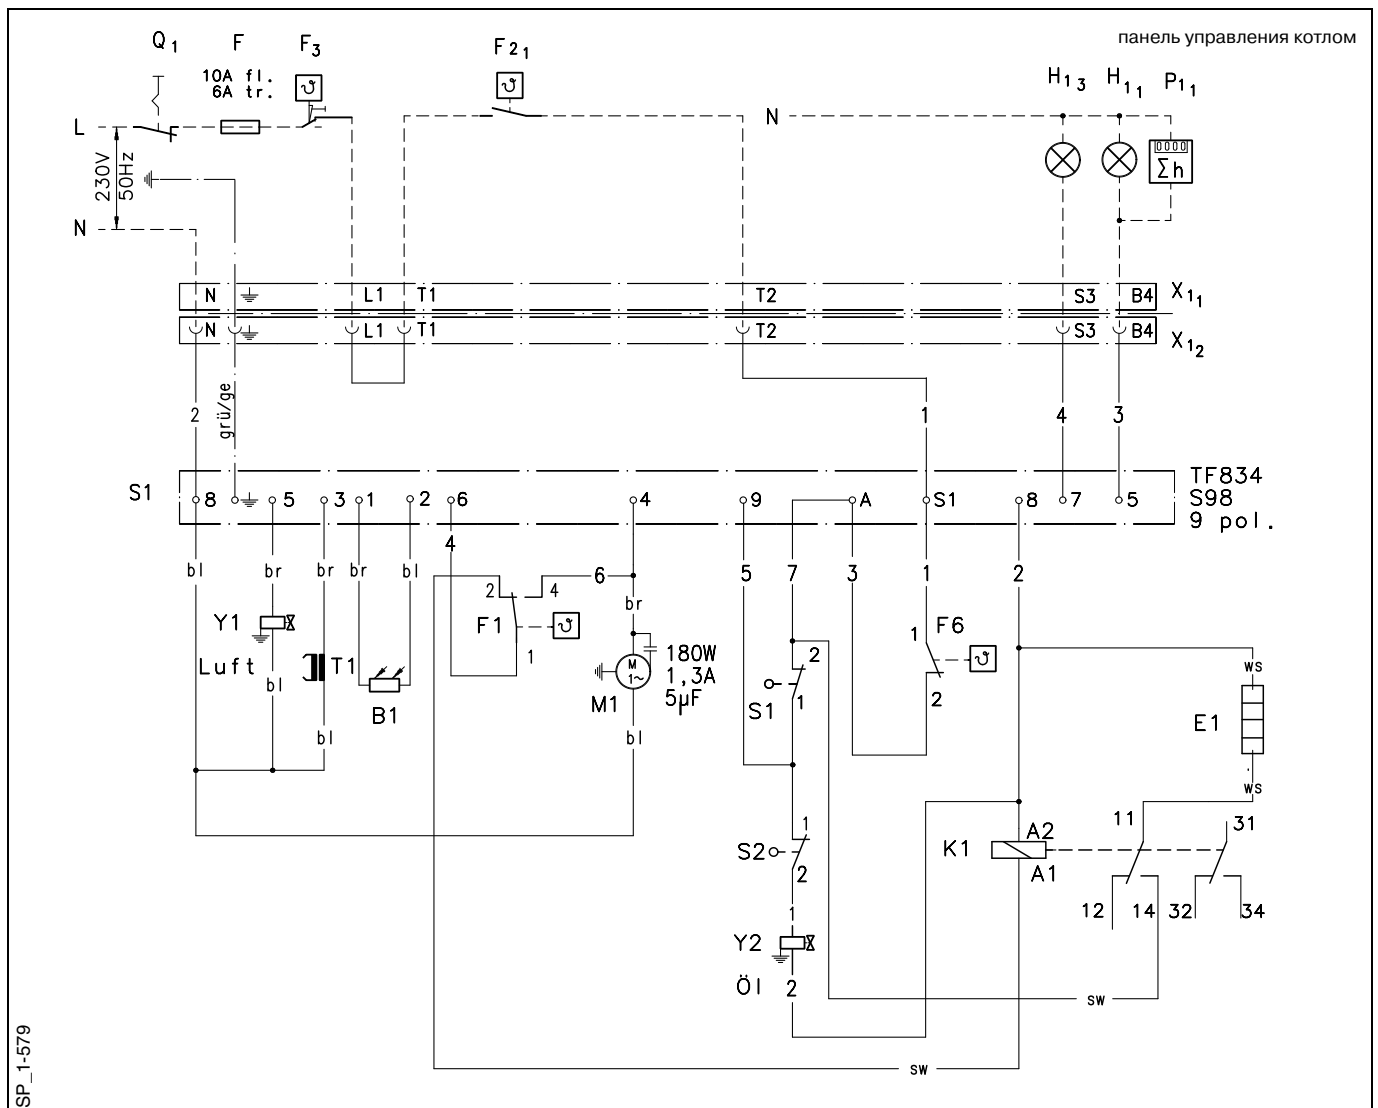 панель управления котлом
Q1 F F3 F21 H13 H11 P11
10A fl.
6A tr.
ϑ ϑ
L N
0000
Σh
230V
50Hz
N
N L1 T1 T2 S3 B4 X11
N L1 T1 T2 S3 B4 X12
2 grü/ge 1 4 3
TF834
S98
9 pol.
S1 8 5 3 1 2 6 4 9 A S1 8 7 5
4
bl br br br bl 2 4 6 5 7 3 1 2
br
Y1 F1 ϑ 1 F6
Luft bl T1 1 M 1~ 180W
1,3A
5µF
2 ϑ ws
B1 M1 S1 1 2 E1
bl bl
ws
11 31
1 A2
S2 K1
2 A1
12 14 32 34
1
Y2
Öl 2
sw
sw
SP_1-579